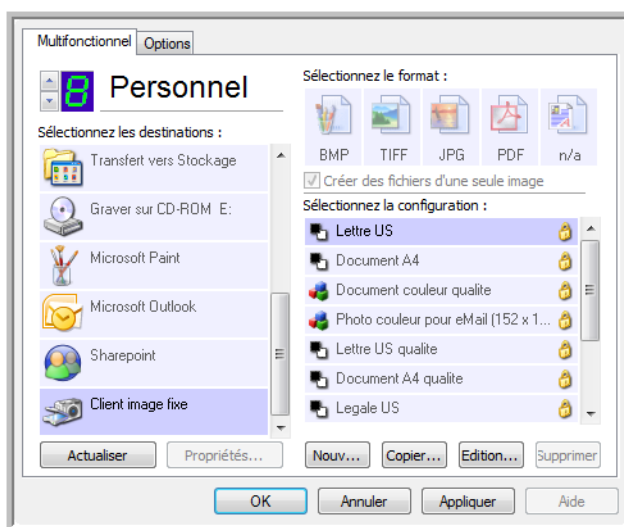 Multifonctionnel Options
8 Personnel
Sélectionnez les destinations :
Transfert vers Stockage
Graver sur CD-ROM E:
Microsoft Paint
Microsoft Outlook
Sharepoint
Client image fixe
Actualiser Propriétés...
Sélectionnez le format :
BMP TIFF JPG PDF n/a
Créer des fichiers d'une seule image
Sélectionnez la configuration :
Lettre US
Document A4
Document couleur qualite
Photo couleur pour eMail (152 x 1...
Lettre US qualite
Document A4 qualite
Legale US
Nouv... Copier... Edition... Supprimer
OK Annuler Appliquer Aide